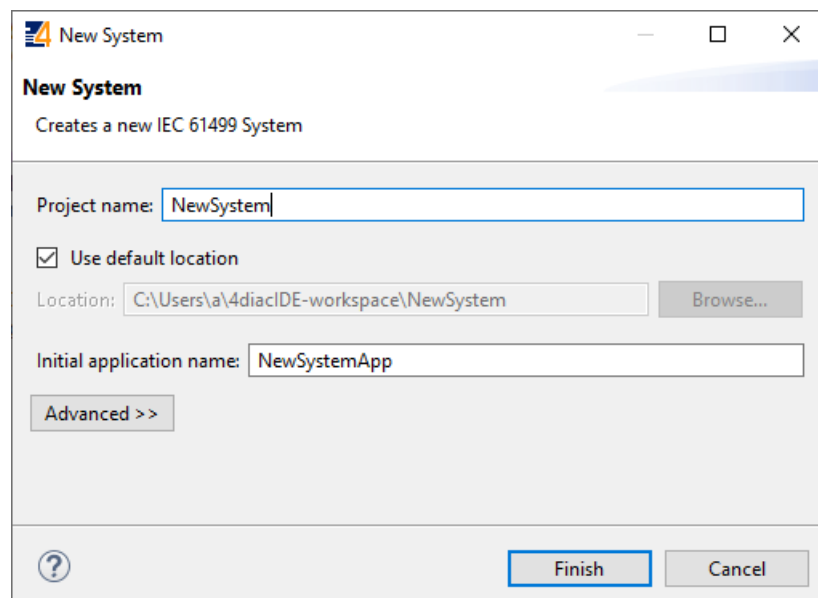 New System
New System
Creates a new IEC 61499 System
Project name: NewSystem
Use default location
Location: C:\Users\a\4diacIDE-workspace\NewSystem Browse...
Initial application name: NewSystemApp
Advanced >>
Finish Cancel